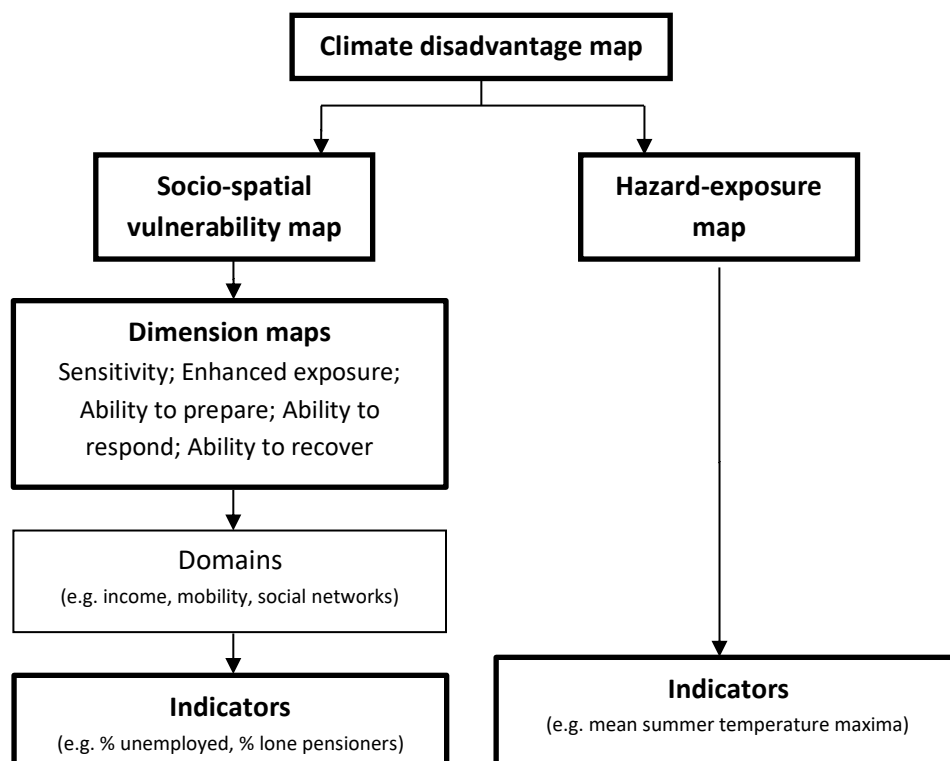 Climate disadvantage map
Socio-spatial
vulnerability map
Hazard-exposure
map
Dimension maps
Sensitivity; Enhanced exposure;
Ability to prepare; Ability to
respond; Ability to recover
Domains
(e.g. income, mobility, social networks)
Indicators
(e.g. % unemployed, % lone pensioners)
Indicators
(e.g. mean summer temperature maxima)